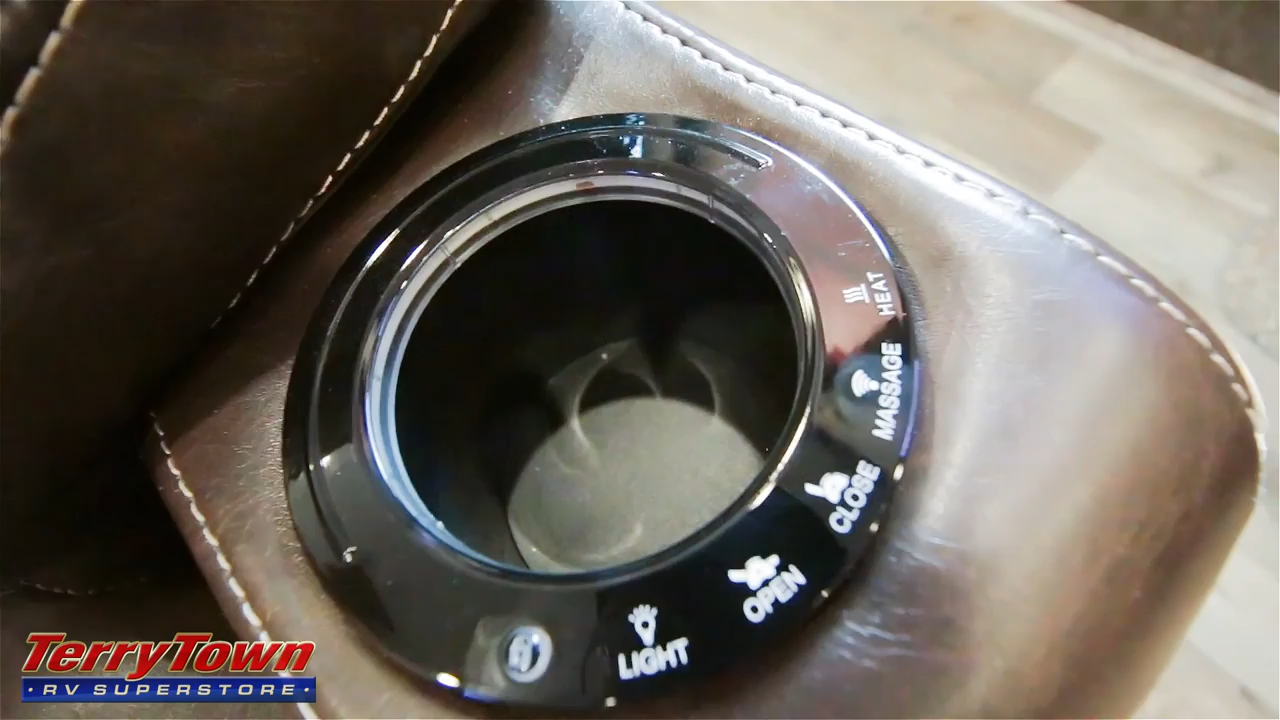 HEAT
MASSAGE
CLOSE
OPEN
LIGHT
TerryTown
RV SUPERSTORE